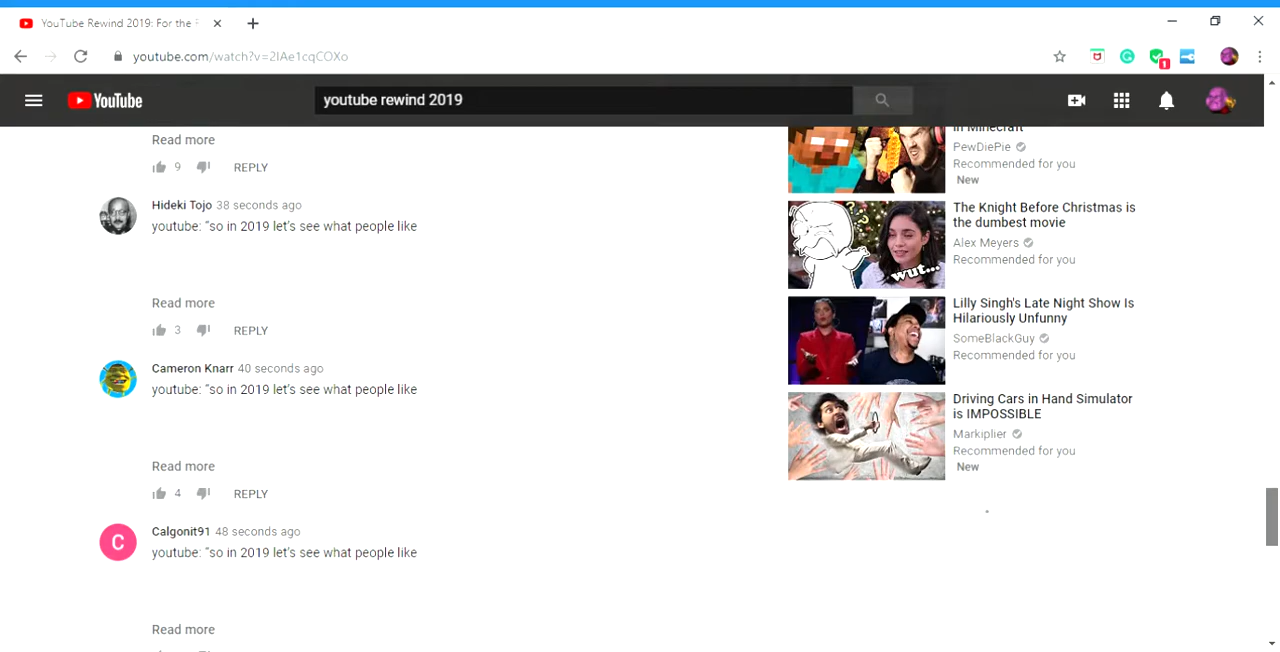 YouTube Rewind 2019: For the
youtube.com/watch?v=2lAe1cqCOXo
1
YouTube
youtube rewind 2019
Read more
9 REPLY
Hideki Tojo 38 seconds ago
youtube: “so in 2019 let’s see what people like
Read more
3 REPLY
Cameron Knarr 40 seconds ago
youtube: “so in 2019 let’s see what people like
Read more
4 REPLY
C
Calgonit91 48 seconds ago
youtube: “so in 2019 let’s see what people like
Read more
in Minecraft
PewDiePie
Recommended for you
New
The Knight Before Christmas is
the dumbest movie
Alex Meyers
Recommended for you
wut...
Lilly Singh's Late Night Show Is
Hilariously Unfunny
SomeBlackGuy
Recommended for you
Driving Cars in Hand Simulator
is IMPOSSIBLE
Markiplier
Recommended for you
New